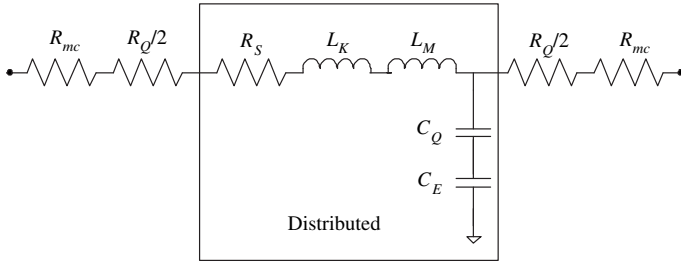 R_mc
R_Q/2
R_S
L_K
L_M
R_Q/2
R_mc
C_Q
C_E
Distributed